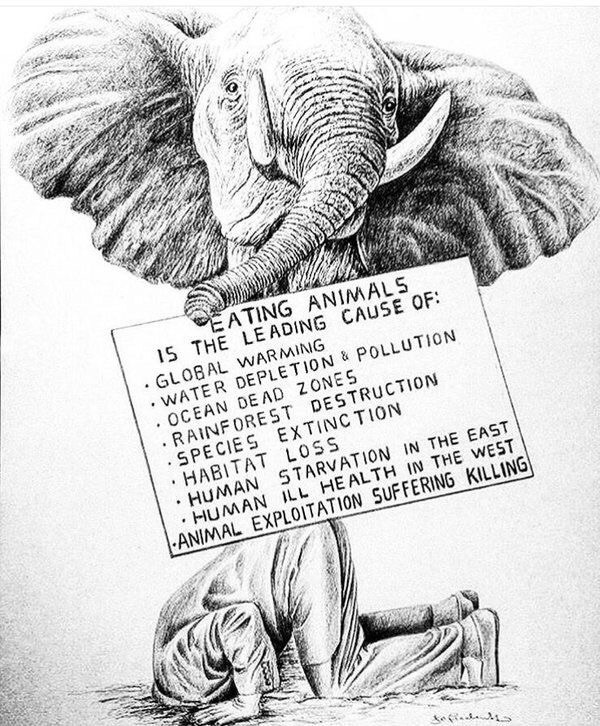 EATING ANIMALS
IS THE LEADING CAUSE OF:
· GLOBAL WARMING
· WATER DEPLETION & POLLUTION
· OCEAN DEAD ZONES
· RAINFOREST DESTRUCTION
· SPECIES EXTINCTION
· HABITAT LOSS
· HUMAN STARVATION IN THE EAST
· HUMAN ILL HEALTH IN THE WEST
· ANIMAL EXPLOITATION SUFFERING KILLING